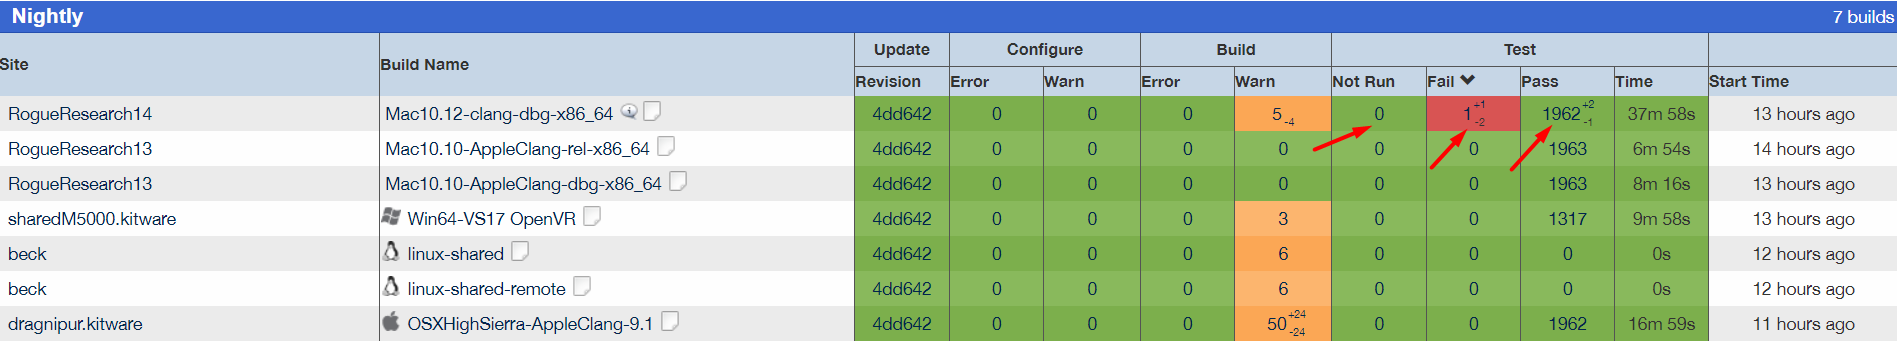 Nightly 7 builds
Update Configure Build Test
Site Build Name Revision Error Warn Error Warn Not Run Fail Pass Time Start Time
RogueResearch14 Mac10.12-clang-dbg-x86_64 4dd642 0 0 0 5 -4 0 1 +1 -2 1962 +2 -1 37m 58s 13 hours ago
RogueResearch13 Mac10.10-AppleClang-rel-x86_64 4dd642 0 0 0 0 0 0 1963 6m 54s 14 hours ago
RogueResearch13 Mac10.10-AppleClang-dbg-x86_64 4dd642 0 0 0 0 0 0 1963 8m 16s 13 hours ago
sharedM5000.kitware Win64-VS17 OpenVR 4dd642 0 0 0 3 0 0 1317 9m 58s 13 hours ago
beck linux-shared 4dd642 0 0 0 6 0 0 0 0s 12 hours ago
beck linux-shared-remote 4dd642 0 0 0 6 0 0 0 0s 12 hours ago
dragnipur.kitware OSXHighSierra-AppleClang-9.1 4dd642 0 0 0 50 +24 -24 0 0 1962 16m 59s 11 hours ago